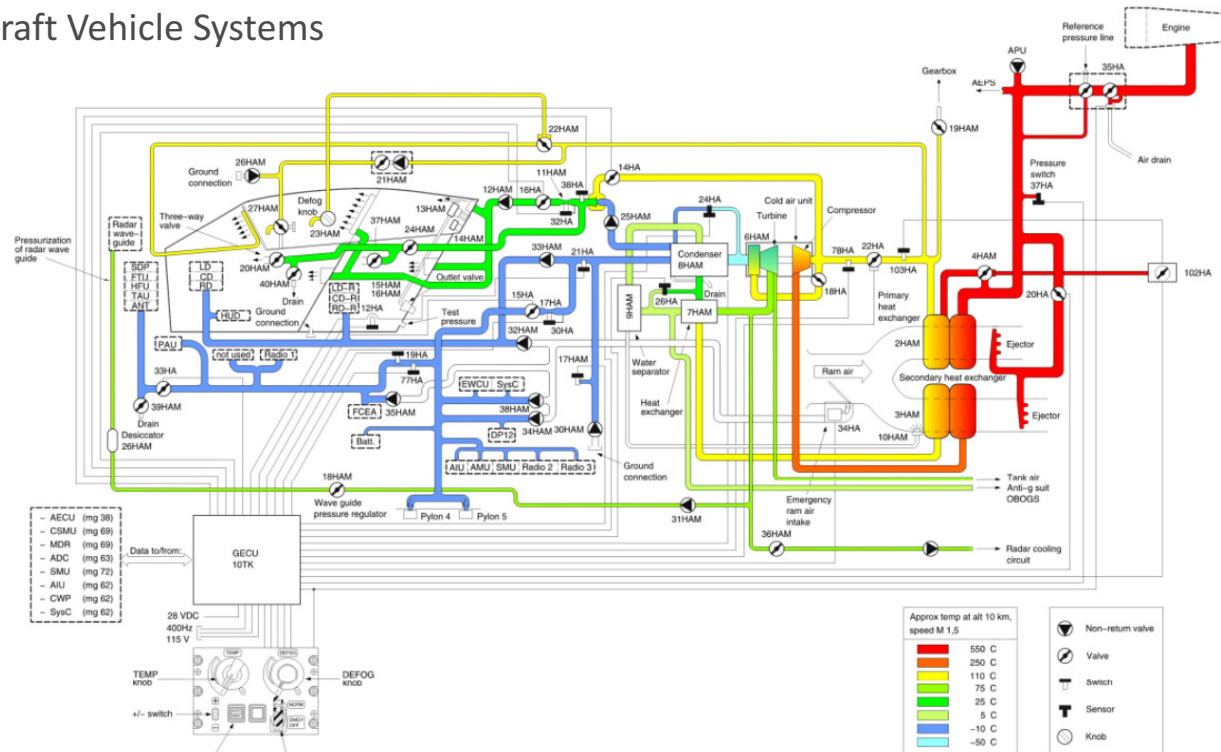 raft Vehicle Systems
Engine
Reference
pressure line
APU
35HA
Gearbox
AEPS
19HAM
Air drain
22HAM
Pressure
switch
37HA
26HAM
Ground
connection
21HAM
11HAM
38HA
14HA
12HAM
16HA
32HA
24HA
Cold air unit
Turbine
Compressor
27HAM
Defog
knob
23HAM
37HAM
13HAM
24HAM
14HAM
25HAM
6HAM
78HA
22HA
103HA
4HAM
102HA
20HA
Three-way
valve
Radar
wave-
guide
Pressurization
of radar wave
guide
20HAM
40HAM
Drain
33HAM
21HA
Condenser
8HAM
18HA
Outlet valve
15HAM
16HAM
SDP
FTU
HFU
TAU
ANT
LD
CD
RD
HUD
Ground
connection
LD-R
CD-RI
RD-R
12HA
Test
pressure
15HA
17HA
30HA
32HAM
9HAM
26HA
Drain
7HAM
Primary
heat
exchanger
2HAM
Ejector
PAU
not used
Radio 1
19HA
77HA
17HAM
Water
separator
Ram air
Secondary heat exchanger
33HA
39HAM
Drain
FCEA
35HAM
EWCU
SysC
38HAM
34HAM
DP12
30HAM
Heat
exchanger
34HA
3HAM
10HAM
Ejector
Desiccator
26HAM
Batt.
AIU
AMU
SMU
Radio 2
Radio 3
Ground
connection
Tank air
Anti-g suit
OBOGS
Emergency
ram air
intake
18HAM
Wave guide
pressure regulator
Pylon 4
Pylon 5
31HAM
36HAM
Radar cooling
circuit
- AECU (mg 38)
- CSMU (mg 69)
- MDR (mg 69)
- ADC (mg 63)
- SMU (mg 72)
- AIU (mg 62)
- CWP (mg 62)
- SysC (mg 62)
Data to/from:
GECU
10TK
28 VDC
400Hz
115 V
TEMP
DEFOG
TEMP
knob
DEFOG
knob
+/- switch
NORM
EMGY
OFF
Approx temp at alt 10 km,
speed M 1,5
550 C
250 C
110 C
75 C
25 C
5 C
-10 C
-50 C
Non-return valve
Valve
Switch
Sensor
Knob